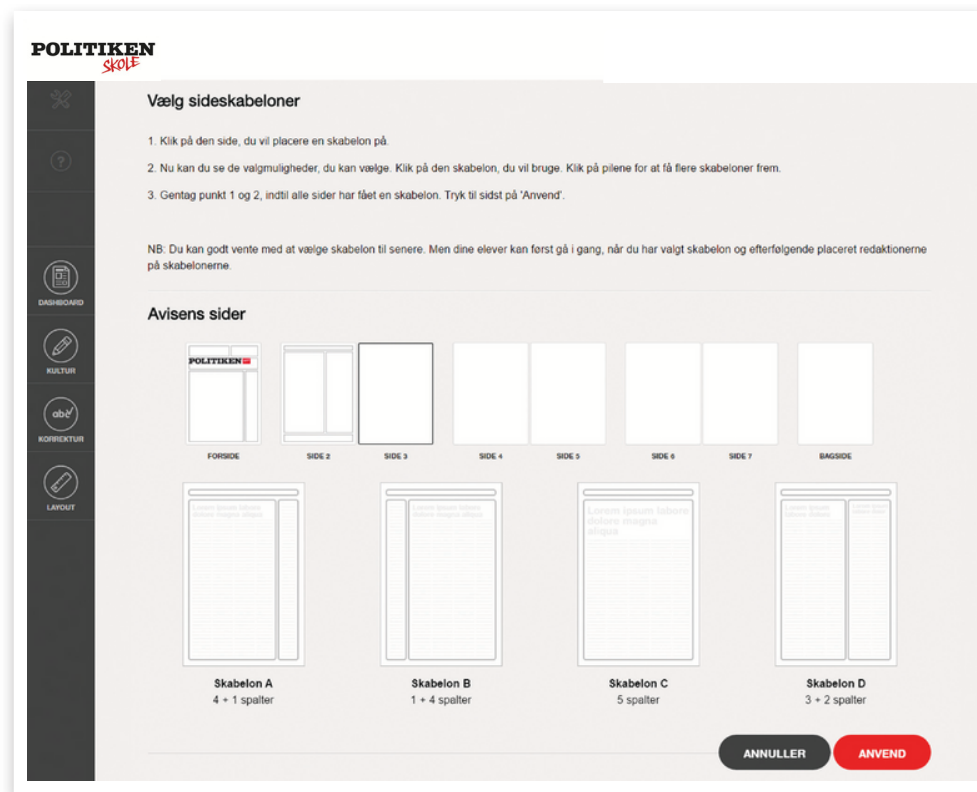 POLITIKEN
SKOLE
Vælg sideskabeloner
1. Klik på den side, du vil placere en skabelon på.
2. Nu kan du se de valgmuligheder, du kan vælge. Klik på den skabelon, du vil bruge. Klik på pilene for at få flere skabeloner frem.
3. Gentag punkt 1 og 2, indtil alle sider har fået en skabelon. Tryk til sidst på 'Anvend'.
NB: Du kan godt vente med at vælge skabelon til senere. Men dine elever kan først gå i gang, når du har valgt skabelon og efterfølgende placeret redaktionerne
på skabelonerne.
?
DASHBOARD
KULTUR
abc
KORREKTUR
LAYOUT
Avisens sider
POLITIKEN
FORSIDE
SIDE 2
SIDE 3
SIDE 4
SIDE 5
SIDE 6
SIDE 7
BAGSIDE
Lorem ipsum labore
dolore magna aliqua
Lorem ipsum labore
dolore magna aliqua
Lorem ipsum labore
dolore magna
aliqua
Lorem ipsum
labore dolore
Skabelon A
4 + 1 spalter
Skabelon B
1 + 4 spalter
Skabelon C
5 spalter
Skabelon D
3 + 2 spalter
ANNULLER
ANVEND